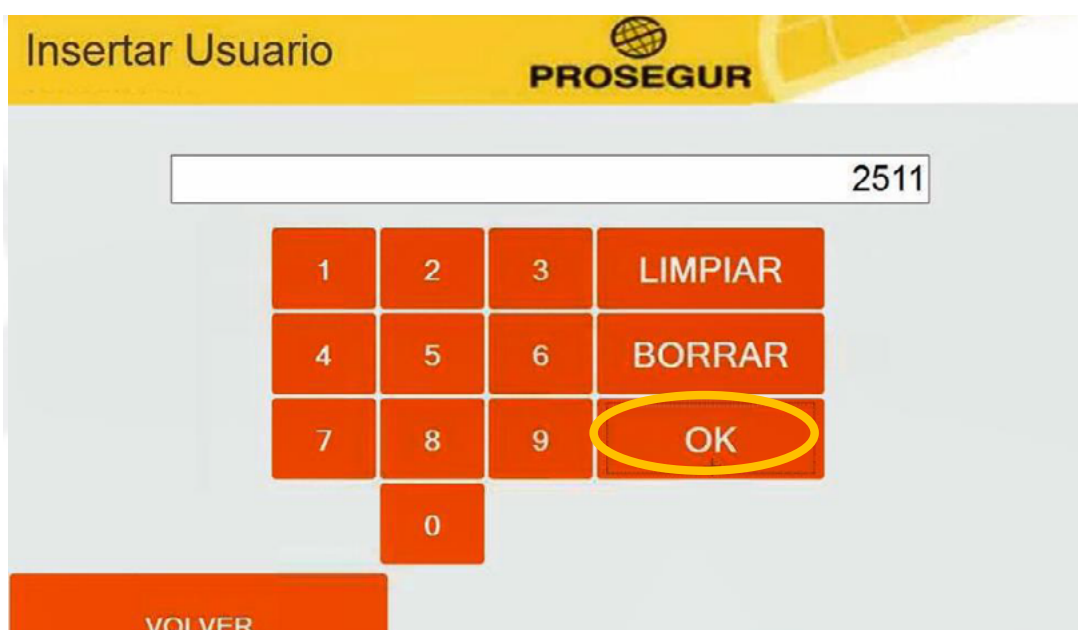 Insertar Usuario
PROSEGUR
2511
1 2 3 LIMPIAR
4 5 6 BORRAR
7 8 9 OK
0
VOLVER